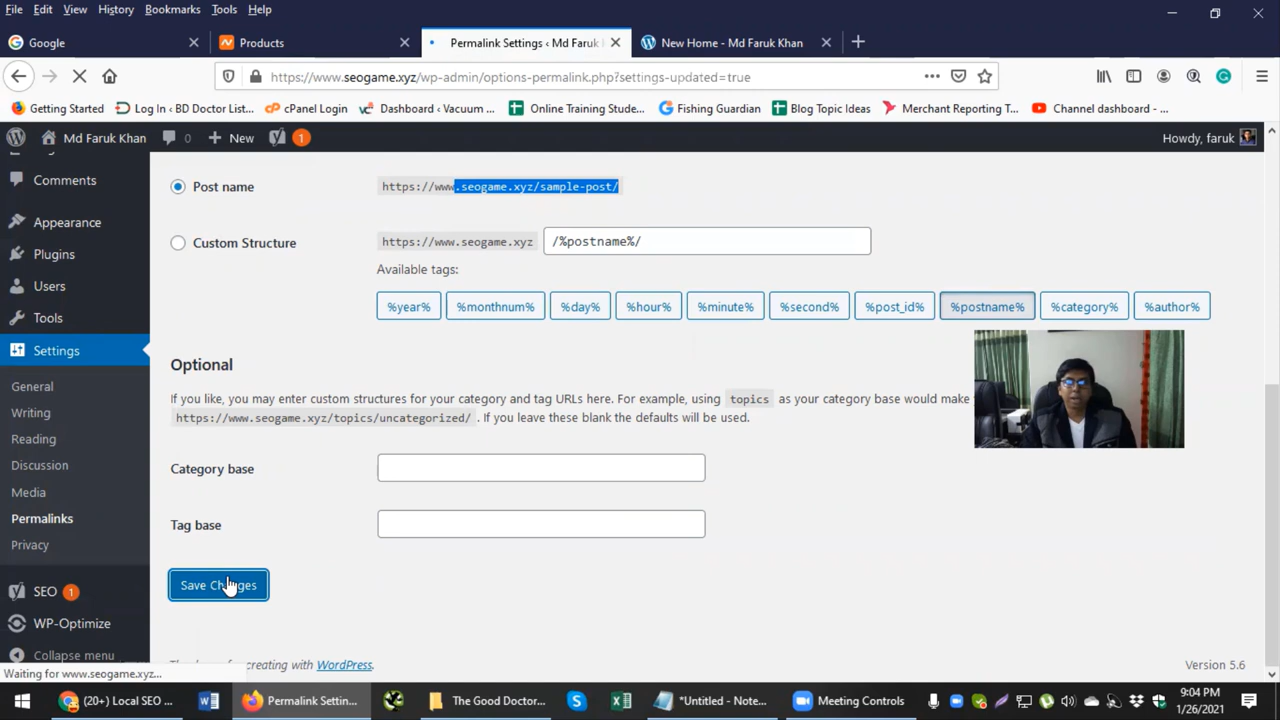 File Edit View History Bookmarks Tools Help
Google
Products
Permalink Settings ‹ Md Faruk
New Home - Md Faruk Khan
https://www.seogame.xyz/wp-admin/options-permalink.php?settings-updated=true
Getting Started
Log In ‹ BD Doctor List...
cPanel Login
Dashboard ‹ Vacuum ...
Online Training Stude...
Fishing Guardian
Blog Topic Ideas
Merchant Reporting T...
Channel dashboard - ...
Md Faruk Khan
0
New
1
Howdy, faruk
Comments
Appearance
Plugins
Users
Tools
Settings
General
Writing
Reading
Discussion
Media
Permalinks
Privacy
SEO 1
WP-Optimize
Collapse menu
Post name
https://www.seogame.xyz/sample-post/
Custom Structure
https://www.seogame.xyz
/%postname%/
Available tags:
%year% %monthnum% %day% %hour% %minute% %second% %post_id% %postname% %category% %author%
Optional
If you like, you may enter custom structures for your category and tag URLs here. For example, using topics as your category base would make
https://www.seogame.xyz/topics/uncategorized/ . If you leave these blank the defaults will be used.
Category base
Tag base
Save Changes
creating with WordPress.
Version 5.6
Waiting for www.seogame.xyz...
(20+) Local SEO ...
Permalink Settin...
The Good Doctor...
*Untitled - Note...
Meeting Controls
9:04 PM
1/26/2021